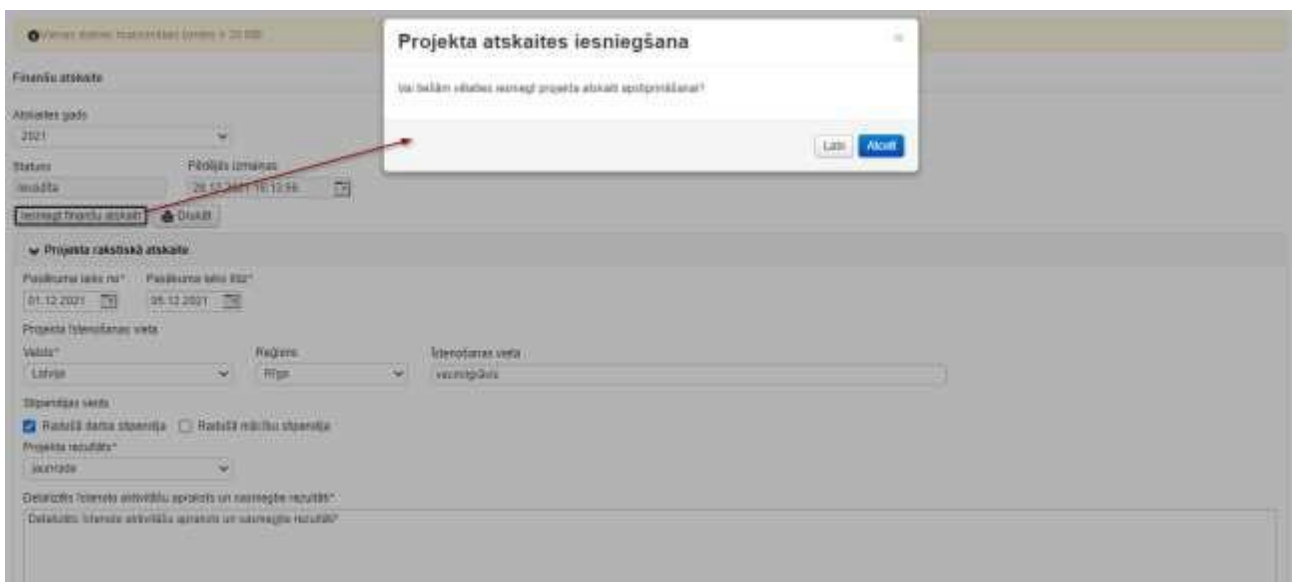 Projekta atskaites iesniegšana
Vai tiešām vēlaties iesniegt projekta atskaiti apstiprināšanai?
Labi Atcelt
Finanšu atskaite
Atskaites gads
2021
Statuss Pēdējās izmaiņas
Ievadīta
Iesniegt finanšu atskaiti Drukāt
Projekta rakstiskā atskaite
Pasākuma laiks no* Pasākuma laiks līdz*
01.12.2021 05.12.2021
Projekta īstenošanas vieta
Valsts* Reģions Īstenošanas vieta
Latvija Rīga
Stipendijas veids
Radošā darba stipendija Radošā mācību stipendija
Projekta rezultāts*
jaunrade
Detalizēts īstenoto aktivitāšu apraksts un sasniegtie rezultāti*
Detalizēts īstenoto aktivitāšu apraksts un sasniegtie rezultāti*